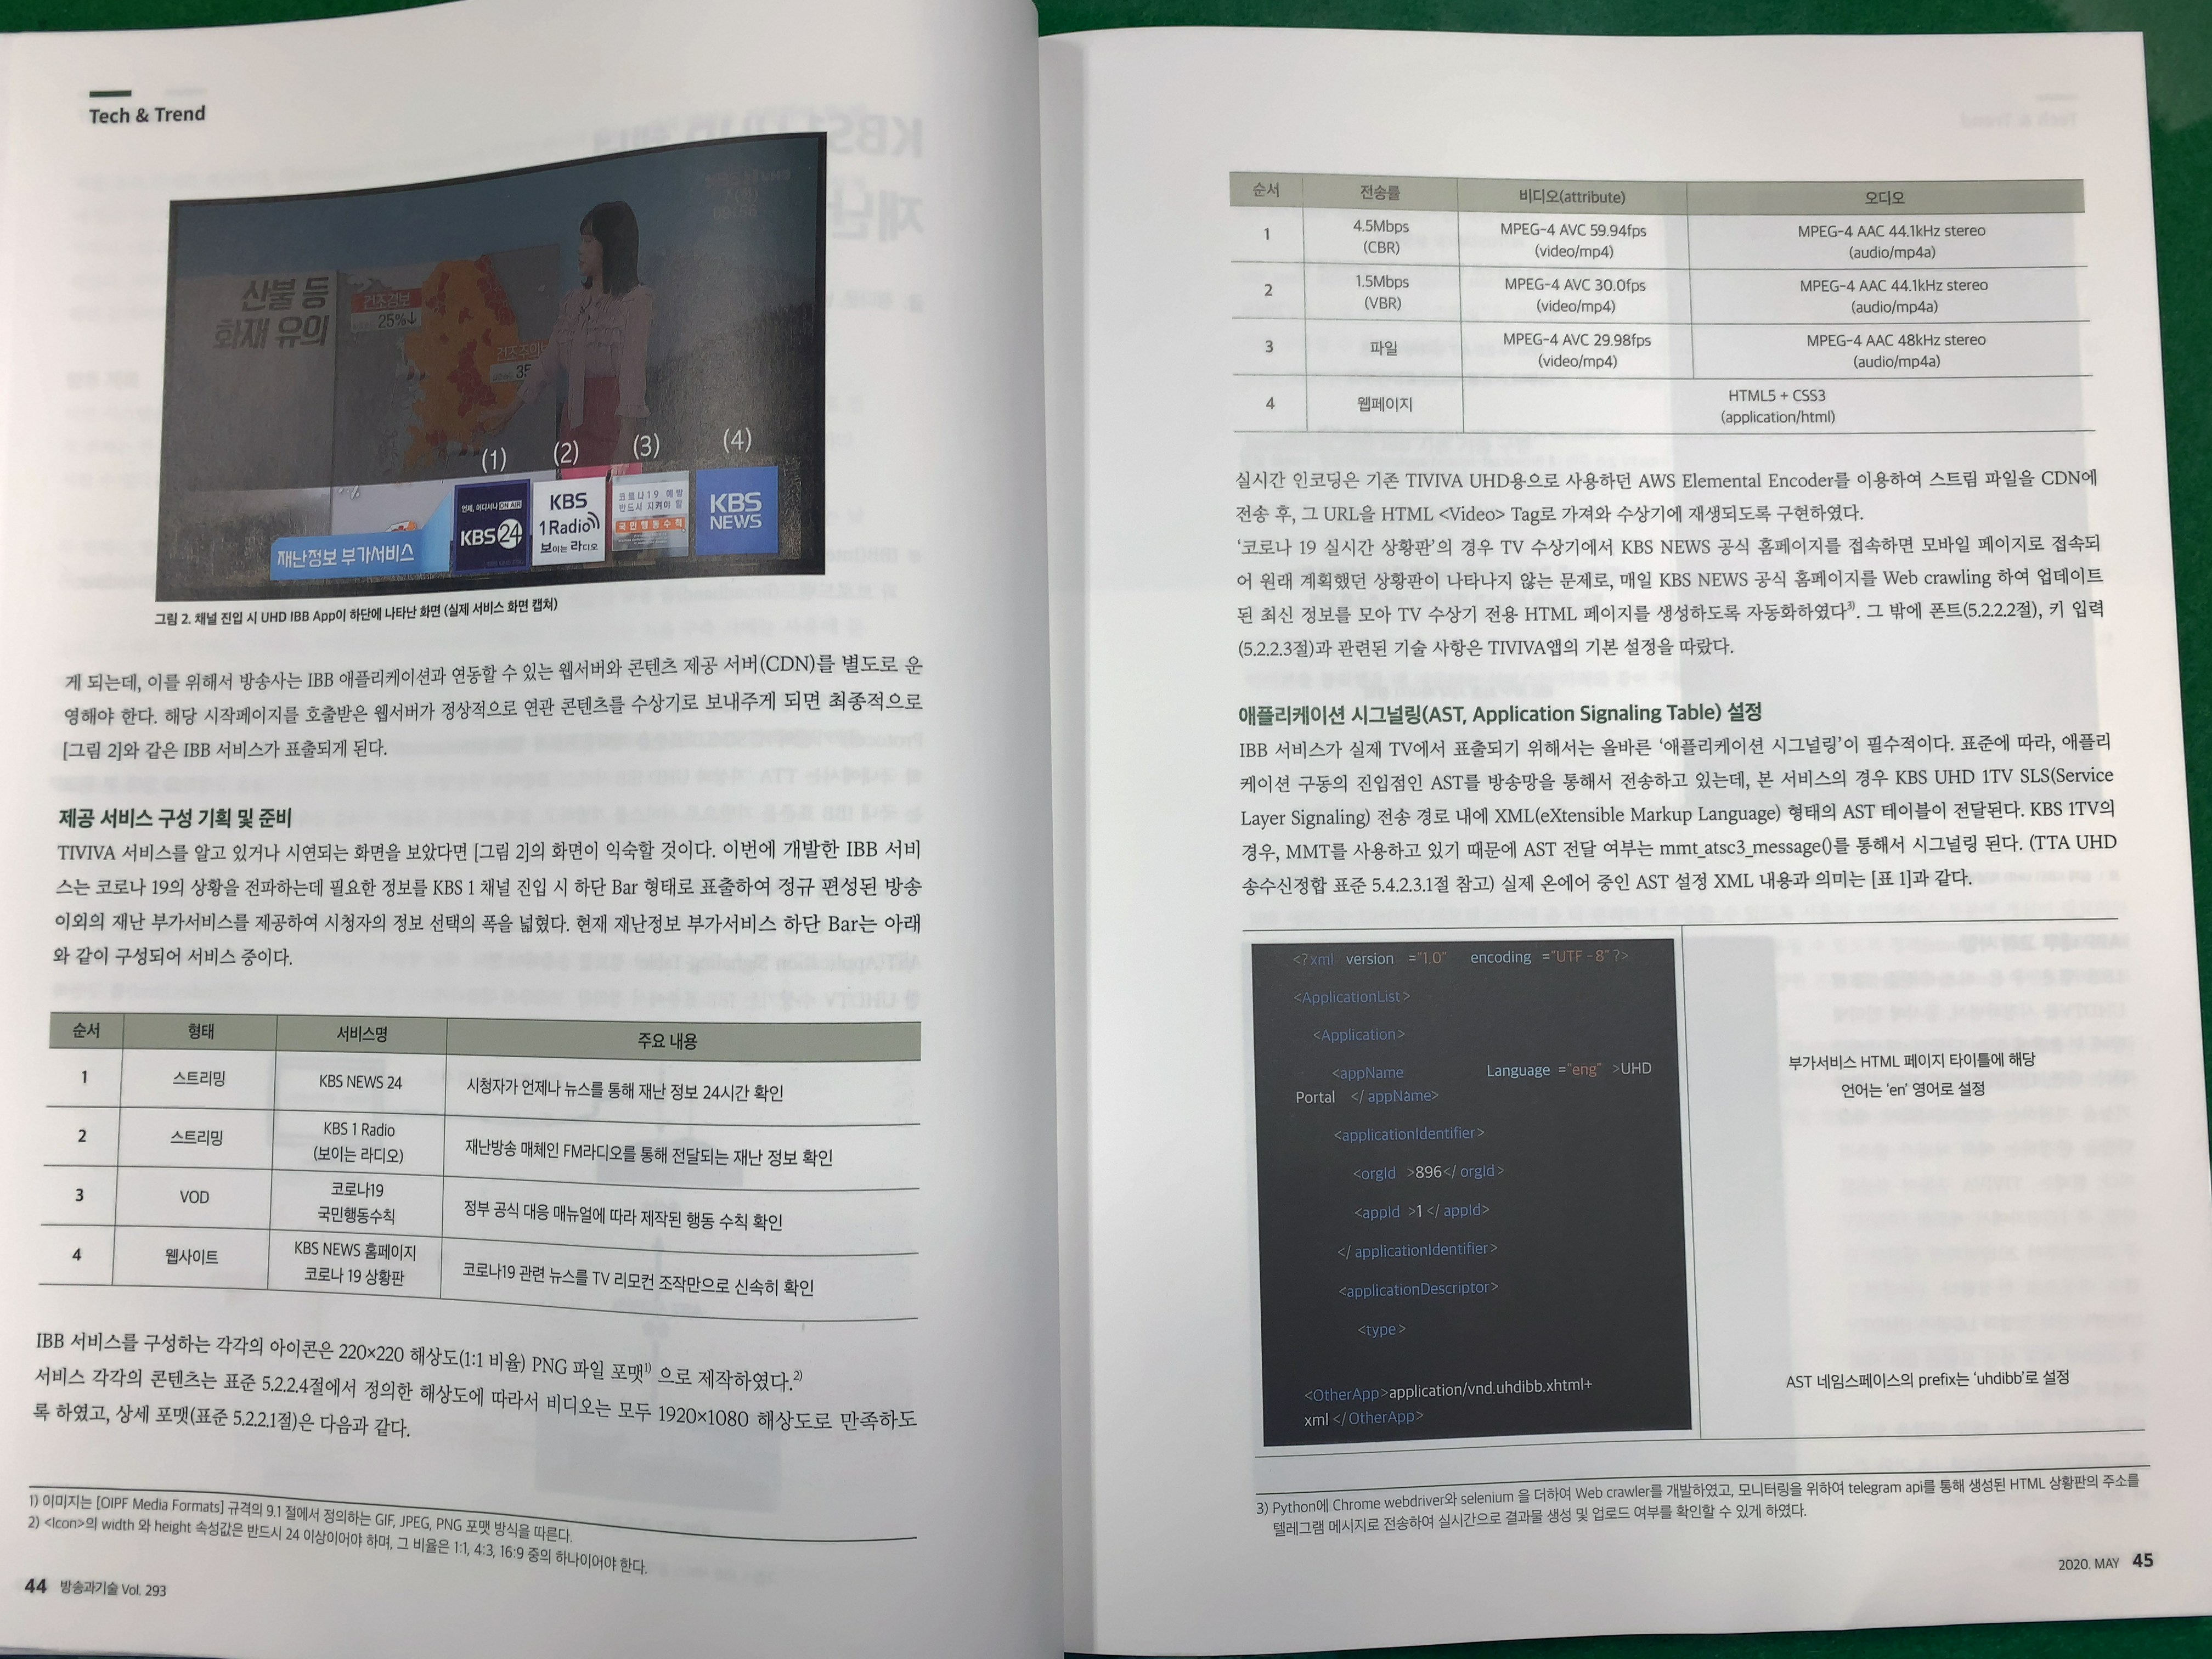 Tech & Trend
산불 등
화재 유의
건조경보
25%↓
35
(1)
(2)
(3)
(4)
재난정보 부가서비스
언제, 어디서나 ON AIR
KBS 24
KBS
1Radio
보이는 라디오
코로나19 예방
반드시 지켜야 할
국민행동수칙
KBS
NEWS
그림 2. 채널 진입 시 UHD IBB App이 하단에 나타난 화면 (실제 서비스 화면 캡쳐)
게 되는데, 이를 위해서 방송사는 IBB 애플리케이션과 연동할 수 있는 웹서버와 콘텐츠 제공 서버(CDN)를 별도로 운
영해야 한다. 해당 시작페이지를 호출받은 웹서버가 정상적으로 연관 콘텐츠를 수상기로 보내주게 되면 최종적으로
[그림 2]와 같은 IBB 서비스가 표출되게 된다.
제공 서비스 구성 기획 및 준비
TIVIVA 서비스를 알고 있거나 시연되는 화면을 보았다면 [그림 2]의 화면이 익숙할 것이다. 이번에 개발한 IBB 서비
스는 코로나 19의 상황을 전파하는데 필요한 정보를 KBS 1 채널 진입 시 하단 Bar 형태로 표출하여 정규 편성된 방송
이외의 재난 부가서비스를 제공하여 시청자의 정보 선택의 폭을 넓혔다. 현재 재난정보 부가서비스 하단 Bar는 아래
와 같이 구성되어 서비스 중이다.
순서 형태 서비스명 주요 내용
1 스트리밍 KBS NEWS 24 시청자가 언제나 뉴스를 통해 재난 정보 24시간 확인
2 스트리밍 KBS 1 Radio
(보이는 라디오) 재난방송 매체인 FM라디오를 통해 전달되는 재난 정보 확인
3 VOD 코로나19
국민행동수칙 정부 공식 대응 매뉴얼에 따라 제작된 행동 수칙 확인
4 웹사이트 KBS NEWS 홈페이지
코로나 19 상황판 코로나19 관련 뉴스를 TV 리모컨 조작만으로 신속히 확인
IBB 서비스를 구성하는 각각의 아이콘은 220×220 해상도(1:1 비율) PNG 파일 포맷1) 으로 제작하였다.2)
서비스 각각의 콘텐츠는 표준 5.2.2.4절에서 정의한 해상도에 따라서 비디오는 모두 1920×1080 해상도로 만족하도
록 하였고, 상세 포맷(표준 5.2.2.1절)은 다음과 같다.
1) 이미지는 [OIPF Media Formats] 규격의 9.1 절에서 정의하는 GIF, JPEG, PNG 포맷 방식을 따른다.
2) <Icon>의 width 와 height 속성값은 반드시 24 이상이어야 하며, 그 비율은 1:1, 4:3, 16:9 중의 하나이어야 한다.
44 방송과기술 Vol. 293
순서 전송률 비디오(attribute) 오디오
1 4.5Mbps
(CBR) MPEG-4 AVC 59.94fps
(video/mp4) MPEG-4 AAC 44.1kHz stereo
(audio/mp4a)
2 1.5Mbps
(VBR) MPEG-4 AVC 30.0fps
(video/mp4) MPEG-4 AAC 44.1kHz stereo
(audio/mp4a)
3 파일 MPEG-4 AVC 29.98fps
(video/mp4) MPEG-4 AAC 48kHz stereo
(audio/mp4a)
4 웹페이지 HTML5 + CSS3
(application/html)
실시간 인코딩은 기존 TIVIVA UHD용으로 사용하던 AWS Elemental Encoder를 이용하여 스트림 파일을 CDN에
전송 후, 그 URL을 HTML <Video> Tag로 가져와 수상기에 재생되도록 구현하였다.
‘코로나 19 실시간 상황판’의 경우 TV 수상기에서 KBS NEWS 공식 홈페이지를 접속하면 모바일 페이지로 접속되
어 원래 계획했던 상황판이 나타나지 않는 문제로, 매일 KBS NEWS 공식 홈페이지를 Web crawling 하여 업데이트
된 최신 정보를 모아 TV 수상기 전용 HTML 페이지를 생성하도록 자동화하였다3). 그 밖에 폰트(5.2.2.2절), 키 입력
(5.2.2.3절)과 관련된 기술 사항은 TIVIVA앱의 기본 설정을 따랐다.
애플리케이션 시그널링(AST, Application Signaling Table) 설정
IBB 서비스가 실제 TV에서 표출되기 위해서는 올바른 ‘애플리케이션 시그널링’이 필수적이다. 표준에 따라, 애플리
케이션 구동의 진입점인 AST를 방송망을 통해서 전송하고 있는데, 본 서비스의 경우 KBS UHD 1TV SLS(Service
Layer Signaling) 전송 경로 내에 XML(eXtensible Markup Language) 형태의 AST 테이블이 전달된다. KBS 1TV의
경우, MMT를 사용하고 있기 때문에 AST 전달 여부는 mmt_atsc3_message()를 통해서 시그널링 된다. (TTA UHD
송수신정합 표준 5.4.2.3.1절 참고) 실제 온에어 중인 AST 설정 XML 내용과 의미는 [표 1]과 같다.
<?xml version ="1.0" encoding ="UTF-8"?>
<ApplicationList>
<Application>
<appName Language ="eng" >UHD
Portal </ appName>
<applicationIdentifier>
<orgId >896</ orgId>
<appId >1</ appId>
</ applicationIdentifier>
<applicationDescriptor>
<type>
<OtherApp>application/vnd.uhdibb.xhtml+
xml </OtherApp>
부가서비스 HTML 페이지 타이틀에 해당
언어는 ‘en’ 영어로 설정
AST 네임스페이스의 prefix는 ‘uhdibb’로 설정
3) Python에 Chrome webdriver와 selenium 을 더하여 Web crawler를 개발하였고, 모니터링을 위하여 telegram api를 통해 생성된 HTML 상황판의 주소를
텔레그램 메시지로 전송하여 실시간으로 결과물 생성 및 업로드 여부를 확인할 수 있게 하였다.
2020. MAY 45